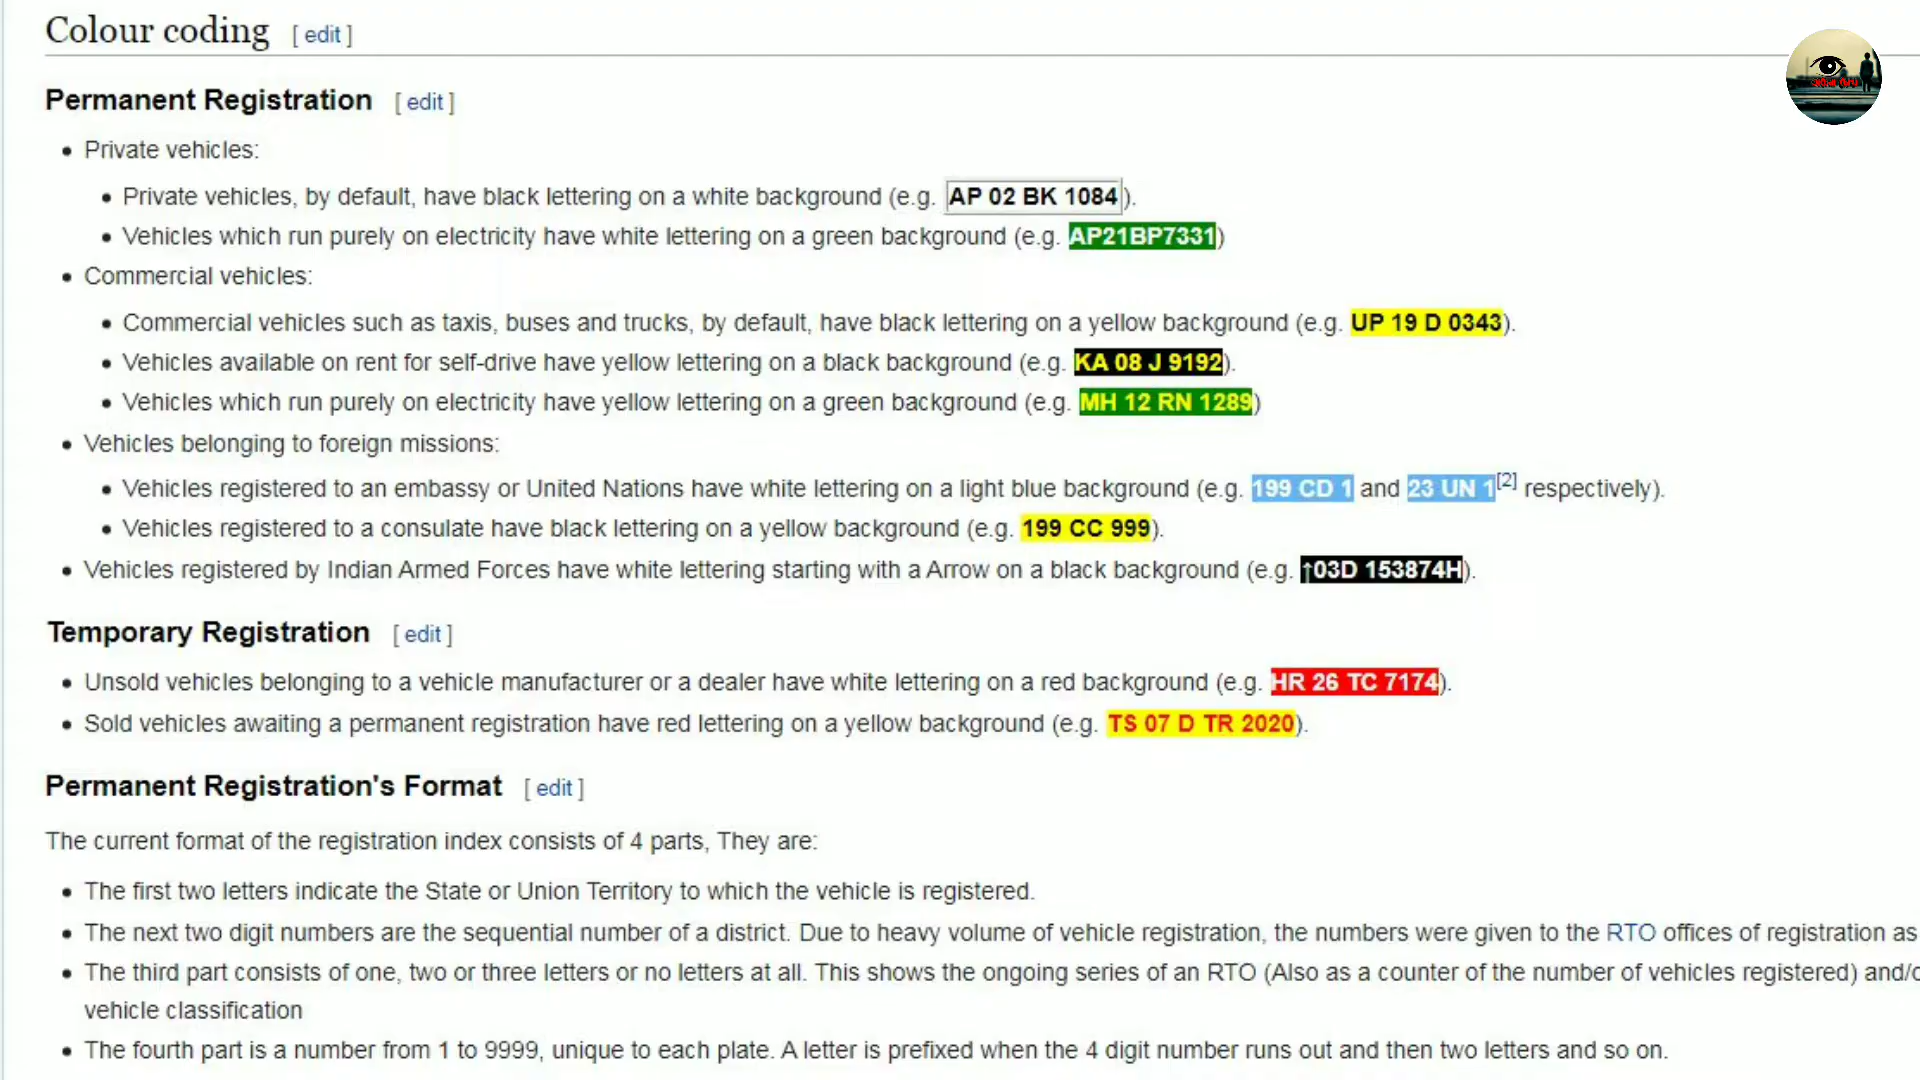 Colour coding [ edit ]
Permanent Registration [ edit ]
• Private vehicles:
• Private vehicles, by default, have black lettering on a white background (e.g. AP 02 BK 1084).
• Vehicles which run purely on electricity have white lettering on a green background (e.g. AP21BP7331)
• Commercial vehicles:
• Commercial vehicles such as taxis, buses and trucks, by default, have black lettering on a yellow background (e.g. UP 19 D 0343).
• Vehicles available on rent for self-drive have yellow lettering on a black background (e.g. KA 08 J 9192).
• Vehicles which run purely on electricity have yellow lettering on a green background (e.g. MH 12 RN 1289)
• Vehicles belonging to foreign missions:
• Vehicles registered to an embassy or United Nations have white lettering on a light blue background (e.g. 199 CD 1 and 23 UN 1[2] respectively).
• Vehicles registered to a consulate have black lettering on a yellow background (e.g. 199 CC 999).
• Vehicles registered by Indian Armed Forces have white lettering starting with a Arrow on a black background (e.g. ↑03D 153874H).
Temporary Registration [ edit ]
• Unsold vehicles belonging to a vehicle manufacturer or a dealer have white lettering on a red background (e.g. HR 26 TC 7174).
• Sold vehicles awaiting a permanent registration have red lettering on a yellow background (e.g. TS 07 D TR 2020).
Permanent Registration's Format [ edit ]
The current format of the registration index consists of 4 parts, They are:
• The first two letters indicate the State or Union Territory to which the vehicle is registered.
• The next two digit numbers are the sequential number of a district. Due to heavy volume of vehicle registration, the numbers were given to the RTO offices of registration as
• The third part consists of one, two or three letters or no letters at all. This shows the ongoing series of an RTO (Also as a counter of the number of vehicles registered) and/
vehicle classification
• The fourth part is a number from 1 to 9999, unique to each plate. A letter is prefixed when the 4 digit number runs out and then two letters and so on.